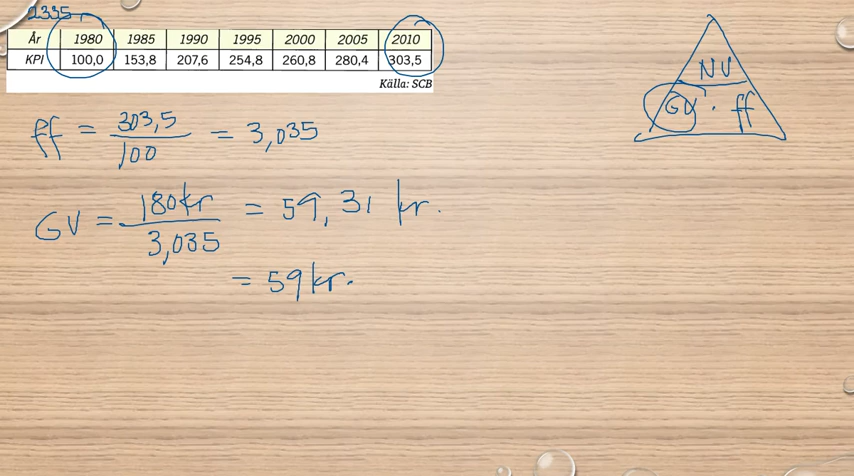 2335
År 1980 1985 1990 1995 2000 2005 2010
KPI 100,0 153,8 207,6 254,8 260,8 280,4 303,5
Källa: SCB
NV
GV · ff
ff = 303,5 / 100 = 3,035
GV = 180kr / 3,035 = 59,31 kr.
= 59kr.